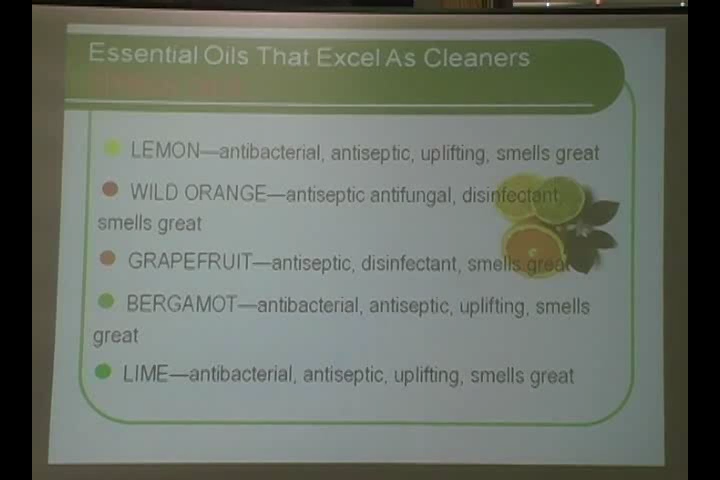 Essential Oils That Excel As Cleaners
LEMON—antibacterial, antiseptic, uplifting, smells great
WILD ORANGE—antiseptic antifungal, disinfectant,
smells great
GRAPEFRUIT—antiseptic, disinfectant, smells great
BERGAMOT—antibacterial, antiseptic, uplifting, smells
great
LIME—antibacterial, antiseptic, uplifting, smells great